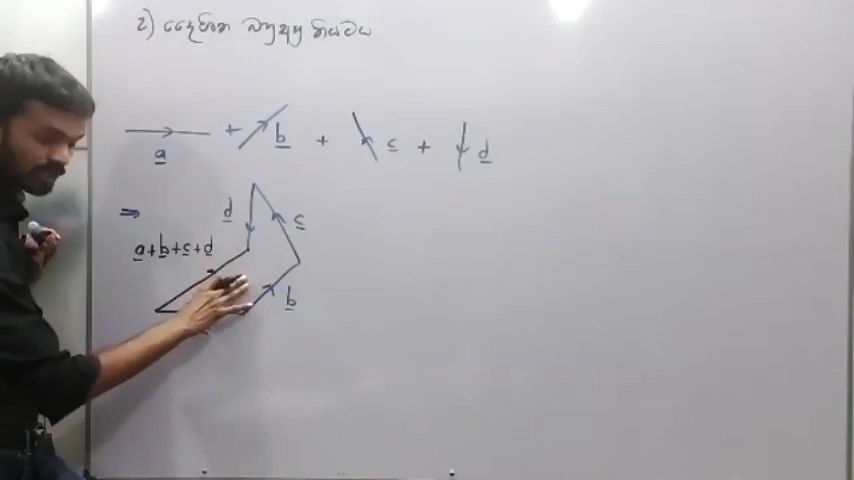 2) දෛශික බහුඅස්‍ර නියමය
a + b + c + d
⇒ d c
a+b+c+d
b